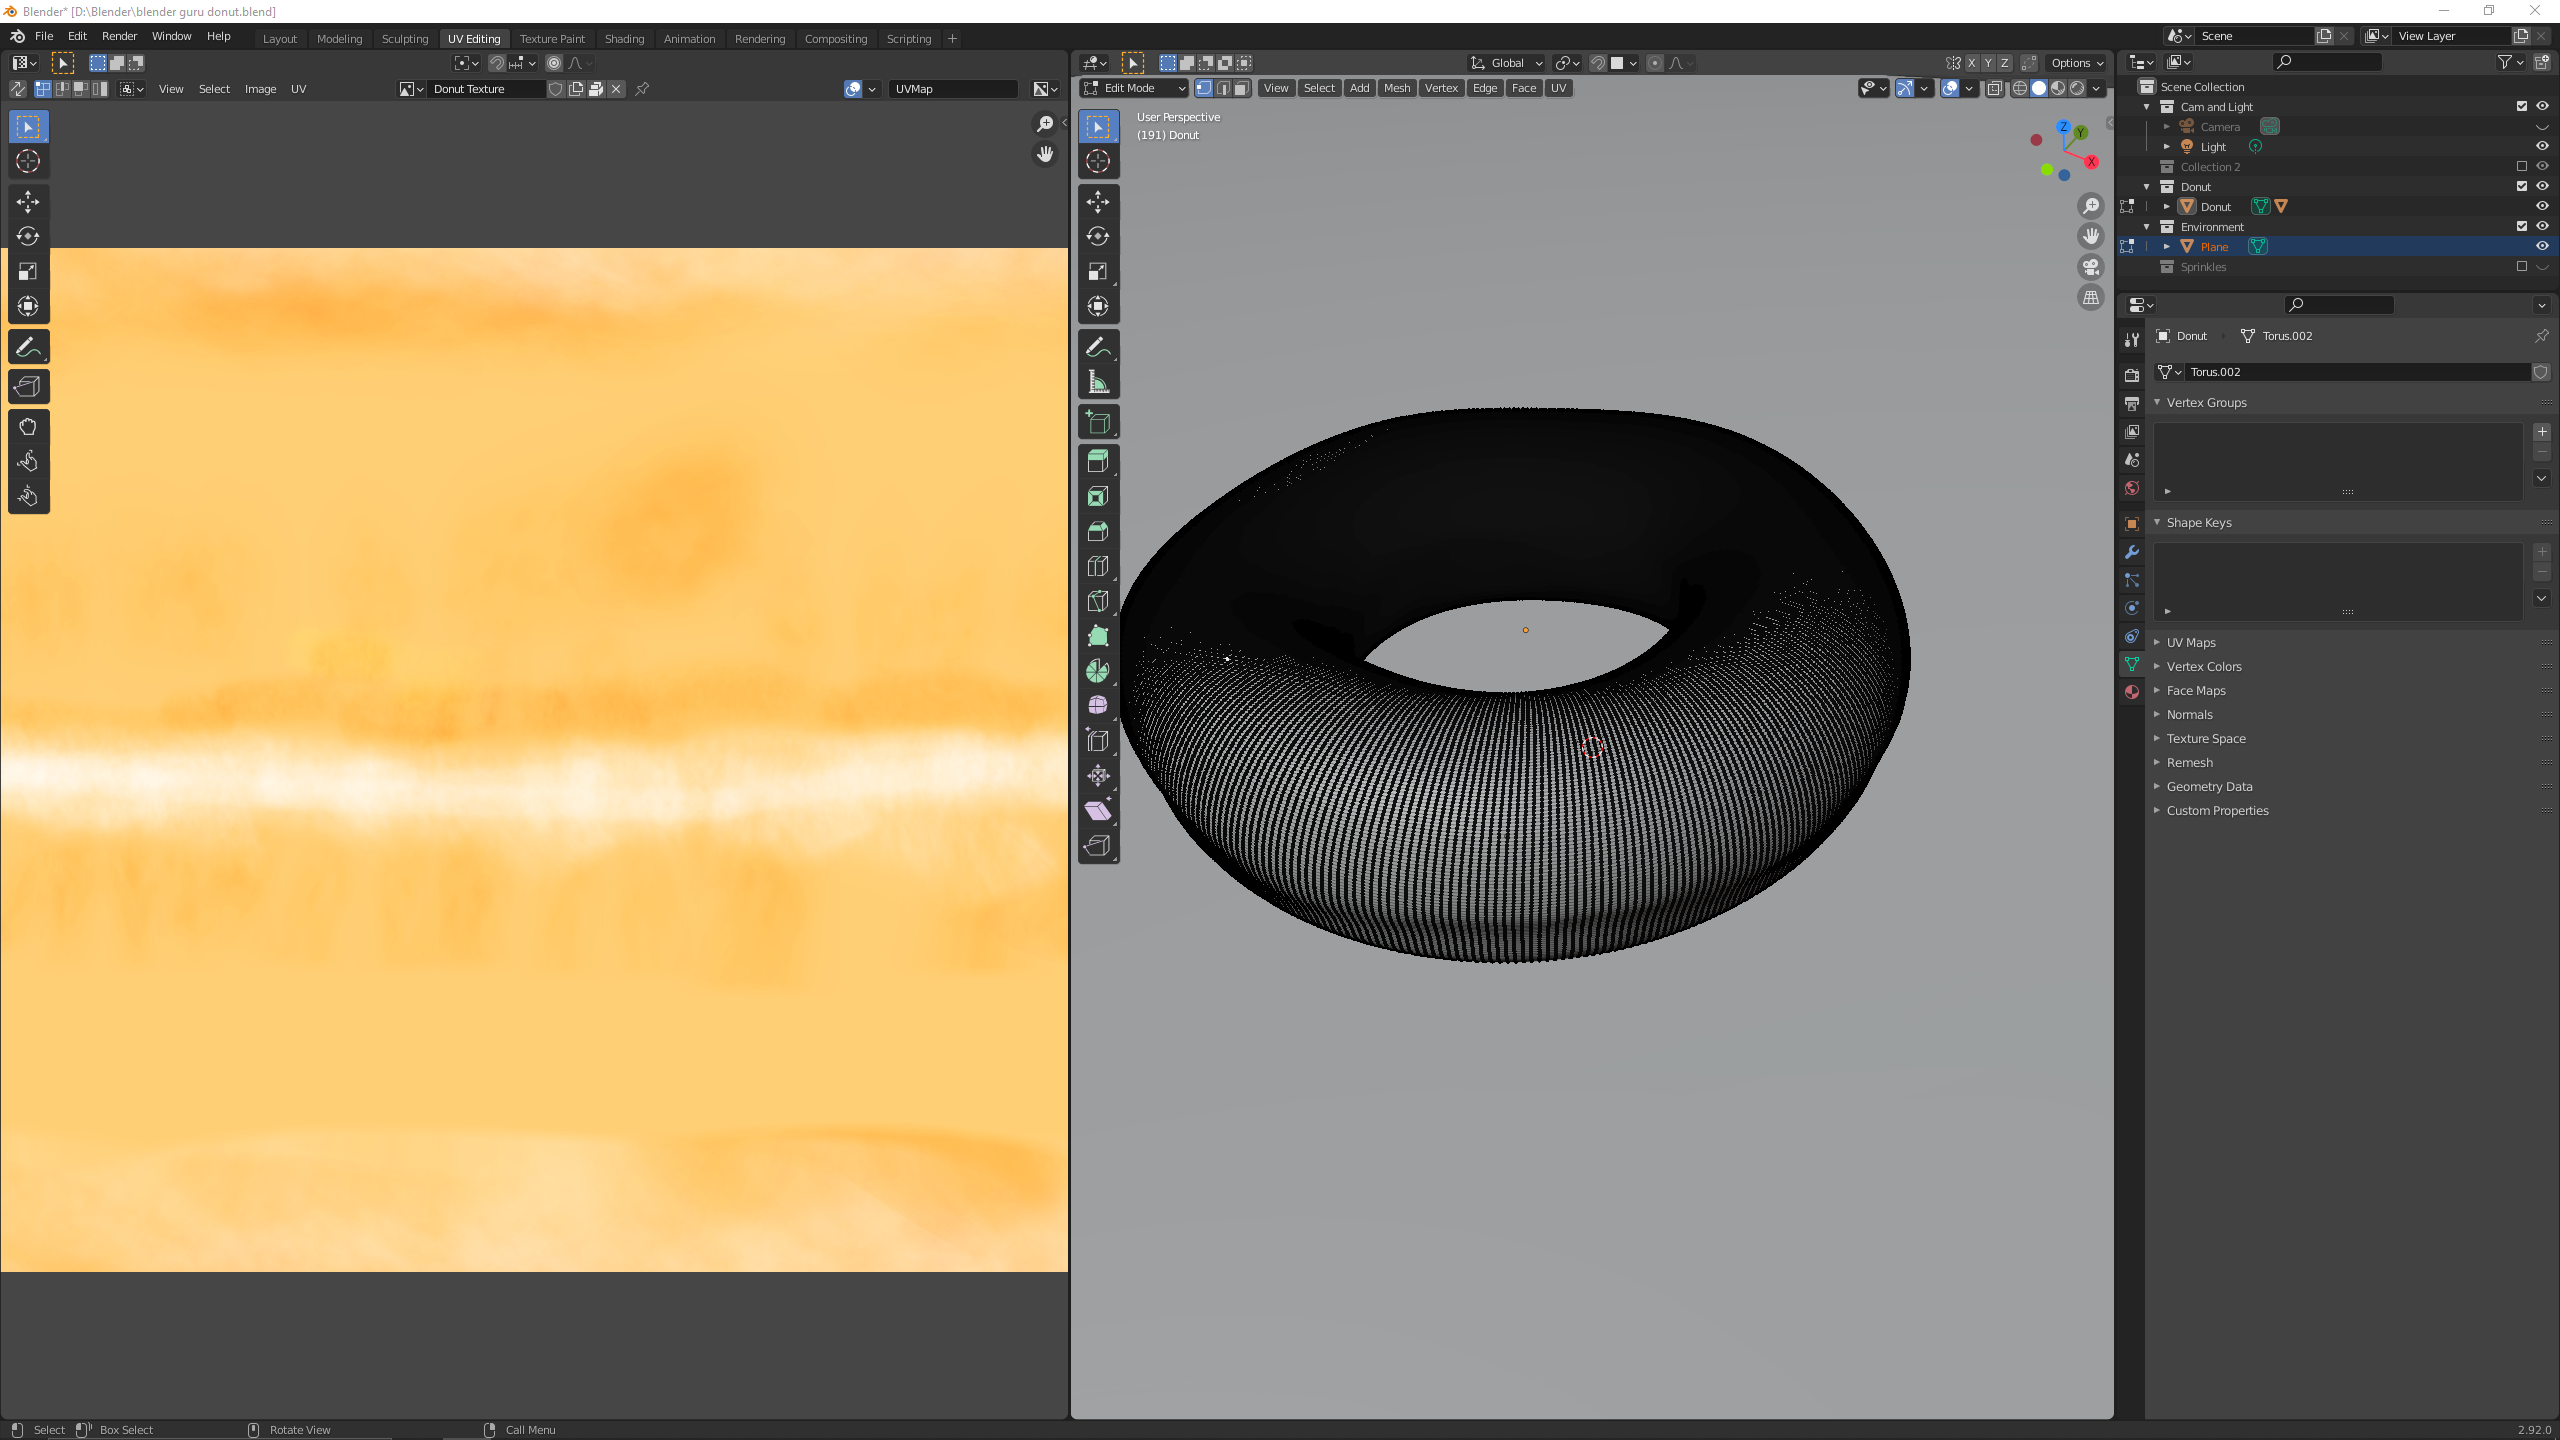 Blender* [D:\Blender\blender guru donut.blend]
File Edit Render Window Help Layout Modeling Sculpting UV Editing Texture Paint Shading Animation Rendering Compositing Scripting + Scene View Layer
Global X Y Z Options
View Select Image UV Donut Texture UVMap Edit Mode View Select Add Mesh Vertex Edge Face UV
User Perspective
(191) Donut
Z Y X
Scene Collection
Cam and Light
Camera
Light
Collection 2
Donut
Donut
Environment
Plane
Sprinkles
Donut Torus.002
Torus.002
Vertex Groups
Shape Keys
UV Maps
Vertex Colors
Face Maps
Normals
Texture Space
Remesh
Geometry Data
Custom Properties
Select Box Select Rotate View Call Menu 2.92.0